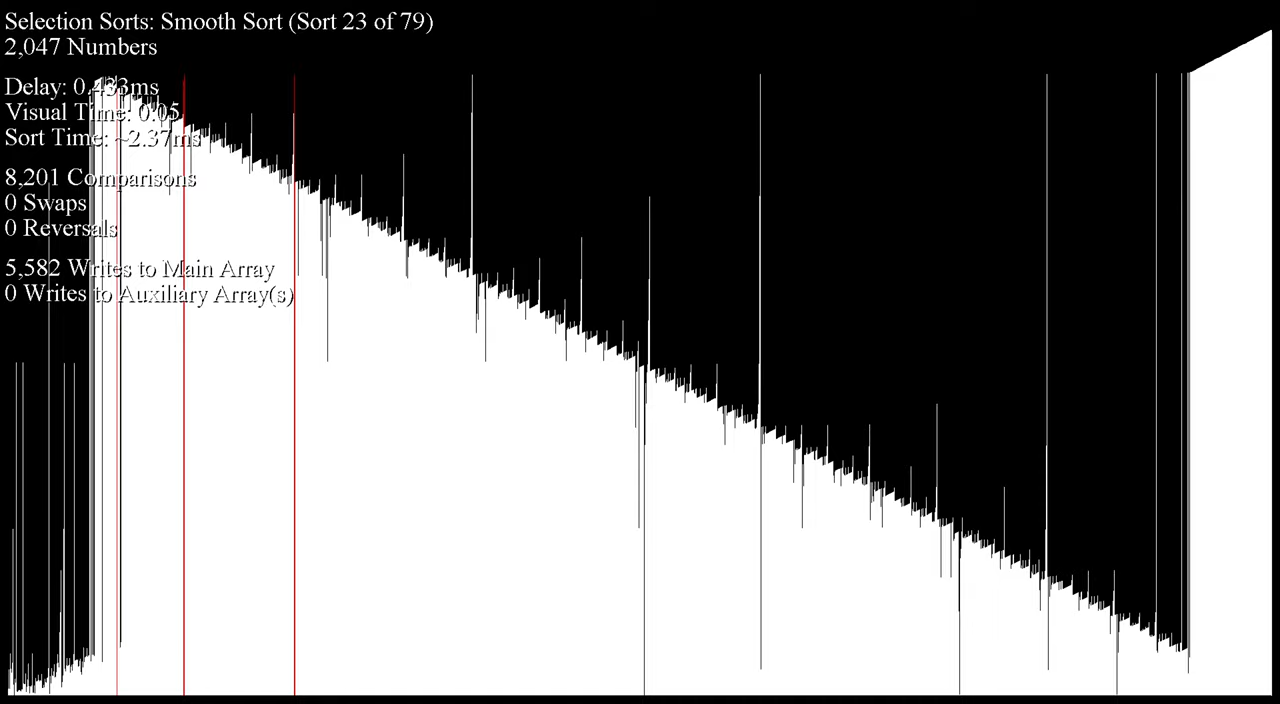 Selection Sorts: Smooth Sort (Sort 23 of 79)
2,047 Numbers
Delay: 0.433ms
Visual Time: 0:05
Sort Time: ~2.37ms
8,201 Comparisons
0 Swaps
0 Reversals
5,582 Writes to Main Array
0 Writes to Auxiliary Array(s)